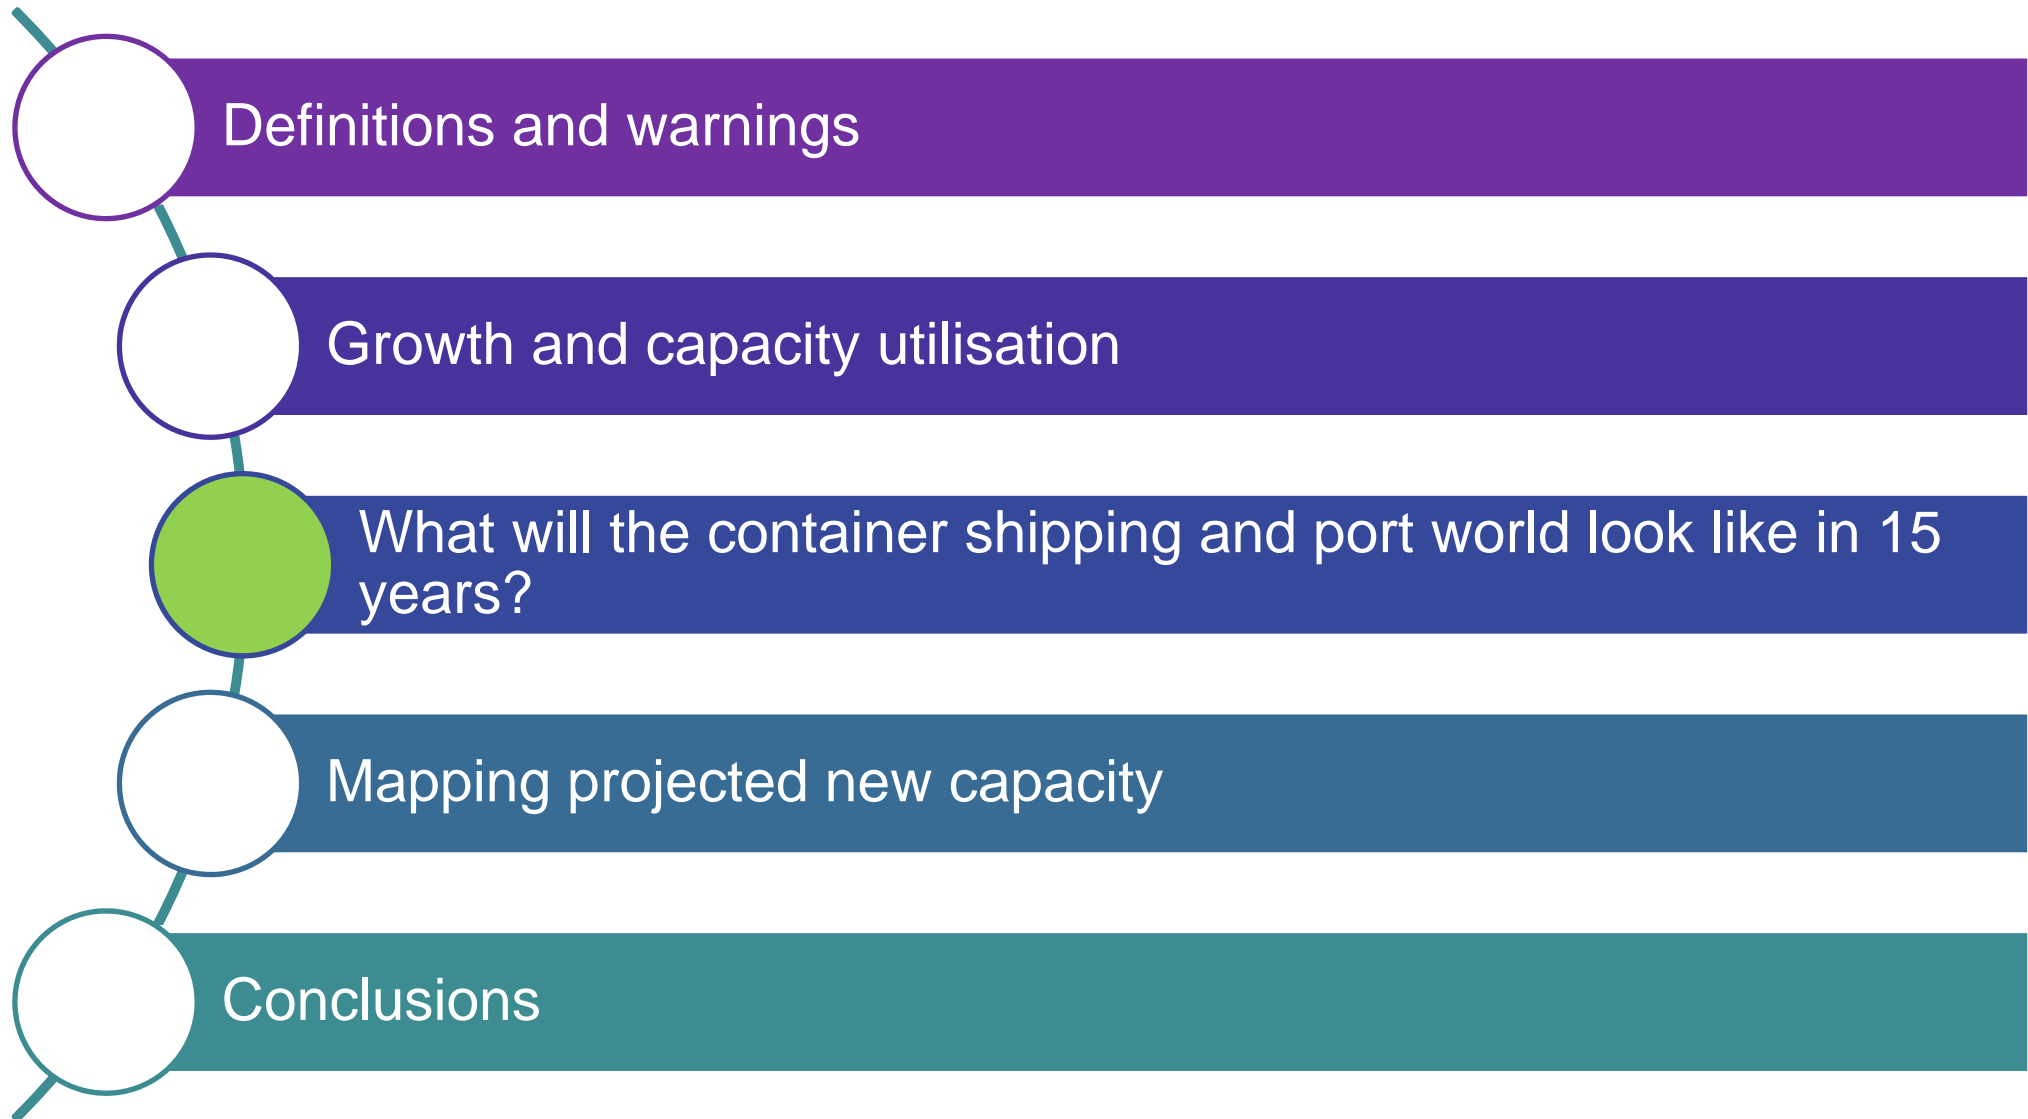 Definitions and warnings
Growth and capacity utilisation
What will the container shipping and port world look like in 15
years?
Mapping projected new capacity
Conclusions